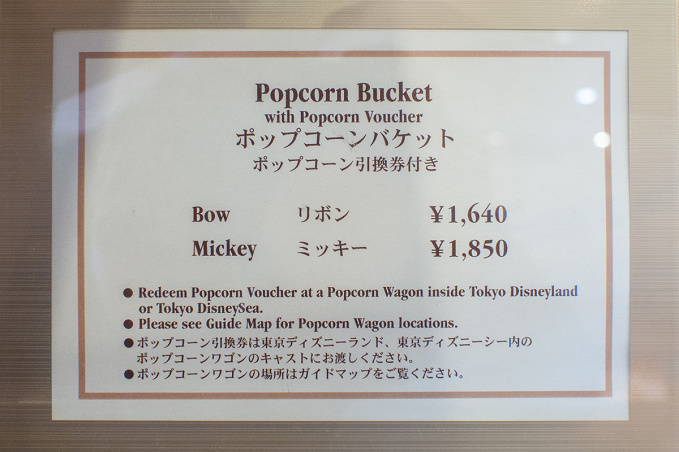 Popcorn Bucket
with Popcorn Voucher
ポップコーンバケット
ポップコーン引換券付き
Bow リボン ¥1,640
Mickey ミッキー ¥1,850
● Redeem Popcorn Voucher at a Popcorn Wagon inside Tokyo Disneyland
or Tokyo DisneySea.
● Please see Guide Map for Popcorn Wagon locations.
● ポップコーン引換券は東京ディズニーランド、東京ディズニーシー内の
ポップコーンワゴンのキャストにお渡しください。
● ポップコーンワゴンの場所はガイドマップをご覧ください。